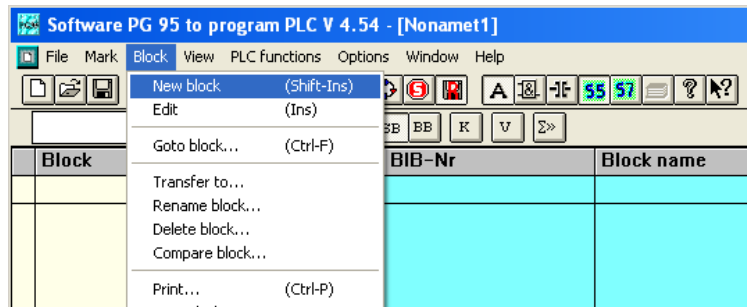 Software PG 95 to program PLC V 4.54 - [Noname1]
File Mark Block View PLC functions Options Window Help
New block (Shift-Ins)
A & S5 S7 ? ?
Edit (Ins)
BB K V Σ»
Goto block... (Ctrl-F)
Block BIB-Nr Block name
Transfer to...
Rename block...
Delete block...
Compare block...
Print... (Ctrl-P)